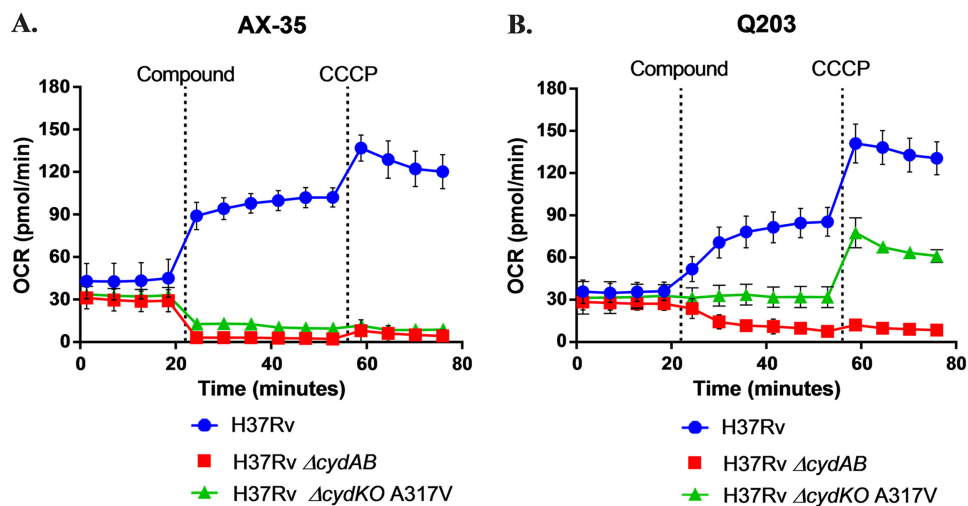 A.
AX-35
Compound
CCCP
OCR (pmol/min)
180
150
120
90
60
30
0
0 20 40 60 80
Time (minutes)
H37Rv
H37Rv ΔcydAB
H37Rv ΔcydKO A317V
B.
Q203
Compound
CCCP
OCR (pmol/min)
180
150
120
90
60
30
0
0 20 40 60 80
Time (minutes)
H37Rv
H37Rv ΔcydAB
H37Rv ΔcydKO A317V